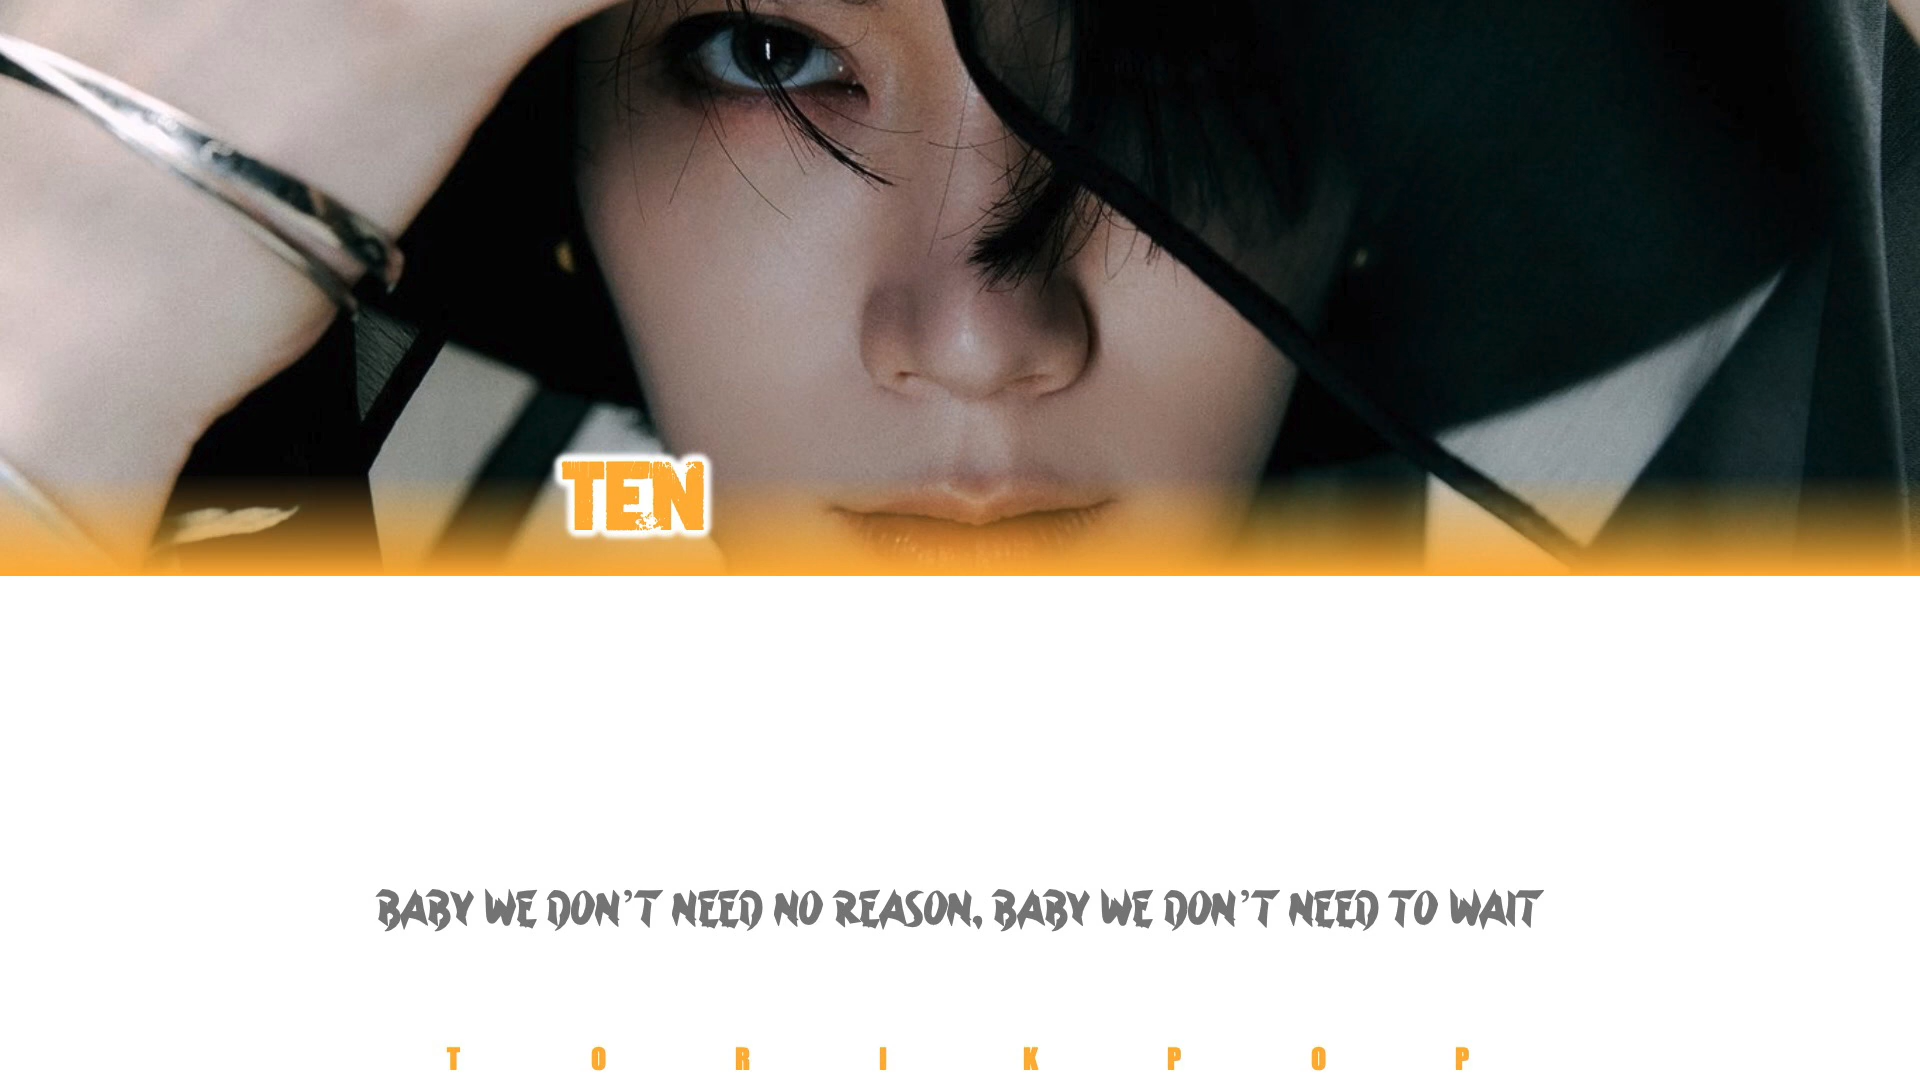 TEN
BABY WE DON'T NEED NO REASON, BABY WE DON'T NEED TO WAIT
T O R I K P O P